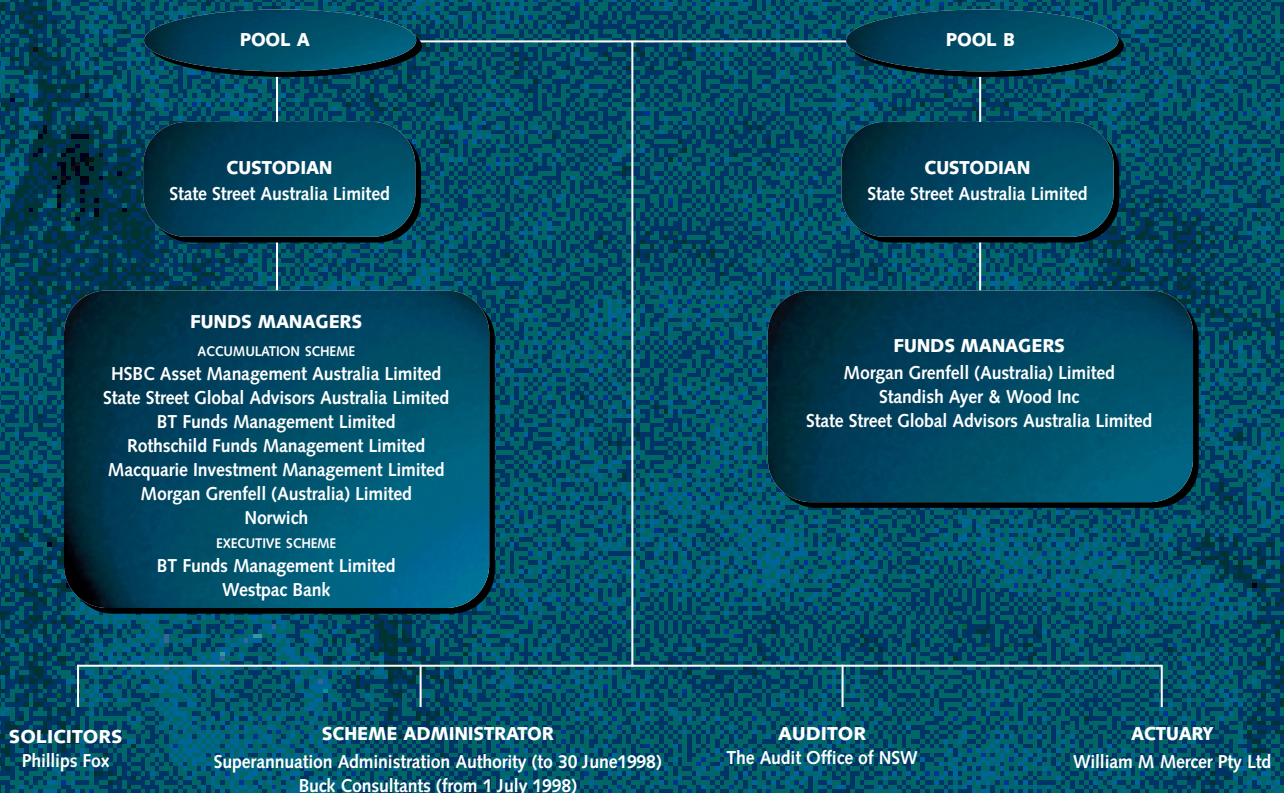 POOL A
CUSTODIAN
State Street Australia Limited
FUNDS MANAGERS
ACCUMULATION SCHEME
HSBC Asset Management Australia Limited
State Street Global Advisors Australia Limited
BT Funds Management Limited
Rothschild Funds Management Limited
Macquarie Investment Management Limited
Morgan Grenfell (Australia) Limited
Norwich
EXECUTIVE SCHEME
BT Funds Management Limited
Westpac Bank
POOL B
CUSTODIAN
State Street Australia Limited
FUNDS MANAGERS
Morgan Grenfell (Australia) Limited
Standish Ayer & Wood Inc
State Street Global Advisors Australia Limited
SOLICITORS
Phillips Fox
SCHEME ADMINISTRATOR
Superannuation Administration Authority (to 30 June1998)
Buck Consultants (from 1 July 1998)
AUDITOR
The Audit Office of NSW
ACTUARY
William M Mercer Pty Ltd